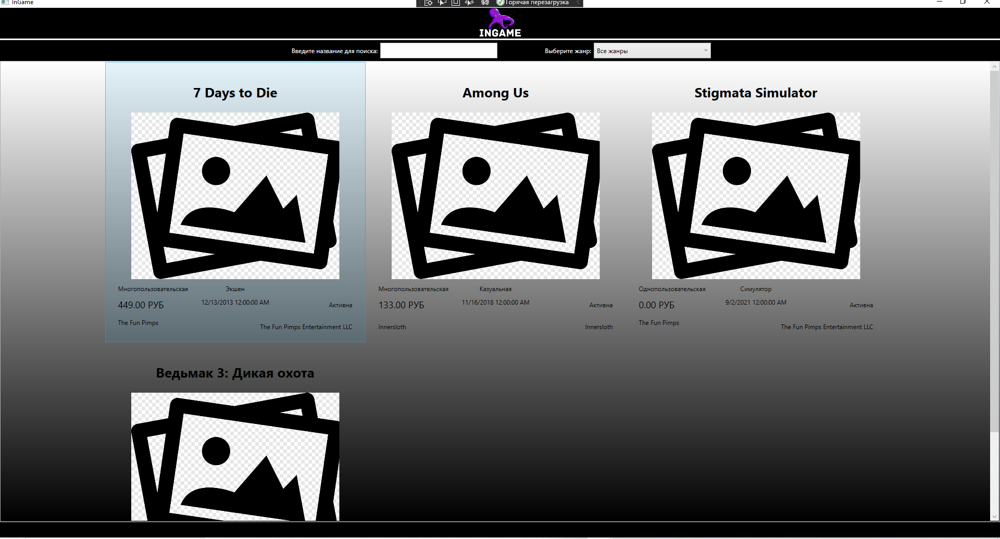 InGame
Горячая перезагрузка
INGAME
Введите название для поиска:
Выберите жанр: Все жанры
7 Days to Die
Among Us
Stigmata Simulator
Многопользовательская Экшен
Многопользовательская Казуальная
Однопользовательская Симулятор
449.00 РУБ 12/13/2013 12:00:00 AM Активна
133.00 РУБ 11/16/2018 12:00:00 AM Активна
0.00 РУБ 9/2/2021 12:00:00 AM Активна
The Fun Pimps The Fun Pimps Entertainment LLC
Innersloth Innersloth
The Fun Pimps The Fun Pimps Entertainment LLC
Ведьмак 3: Дикая охота